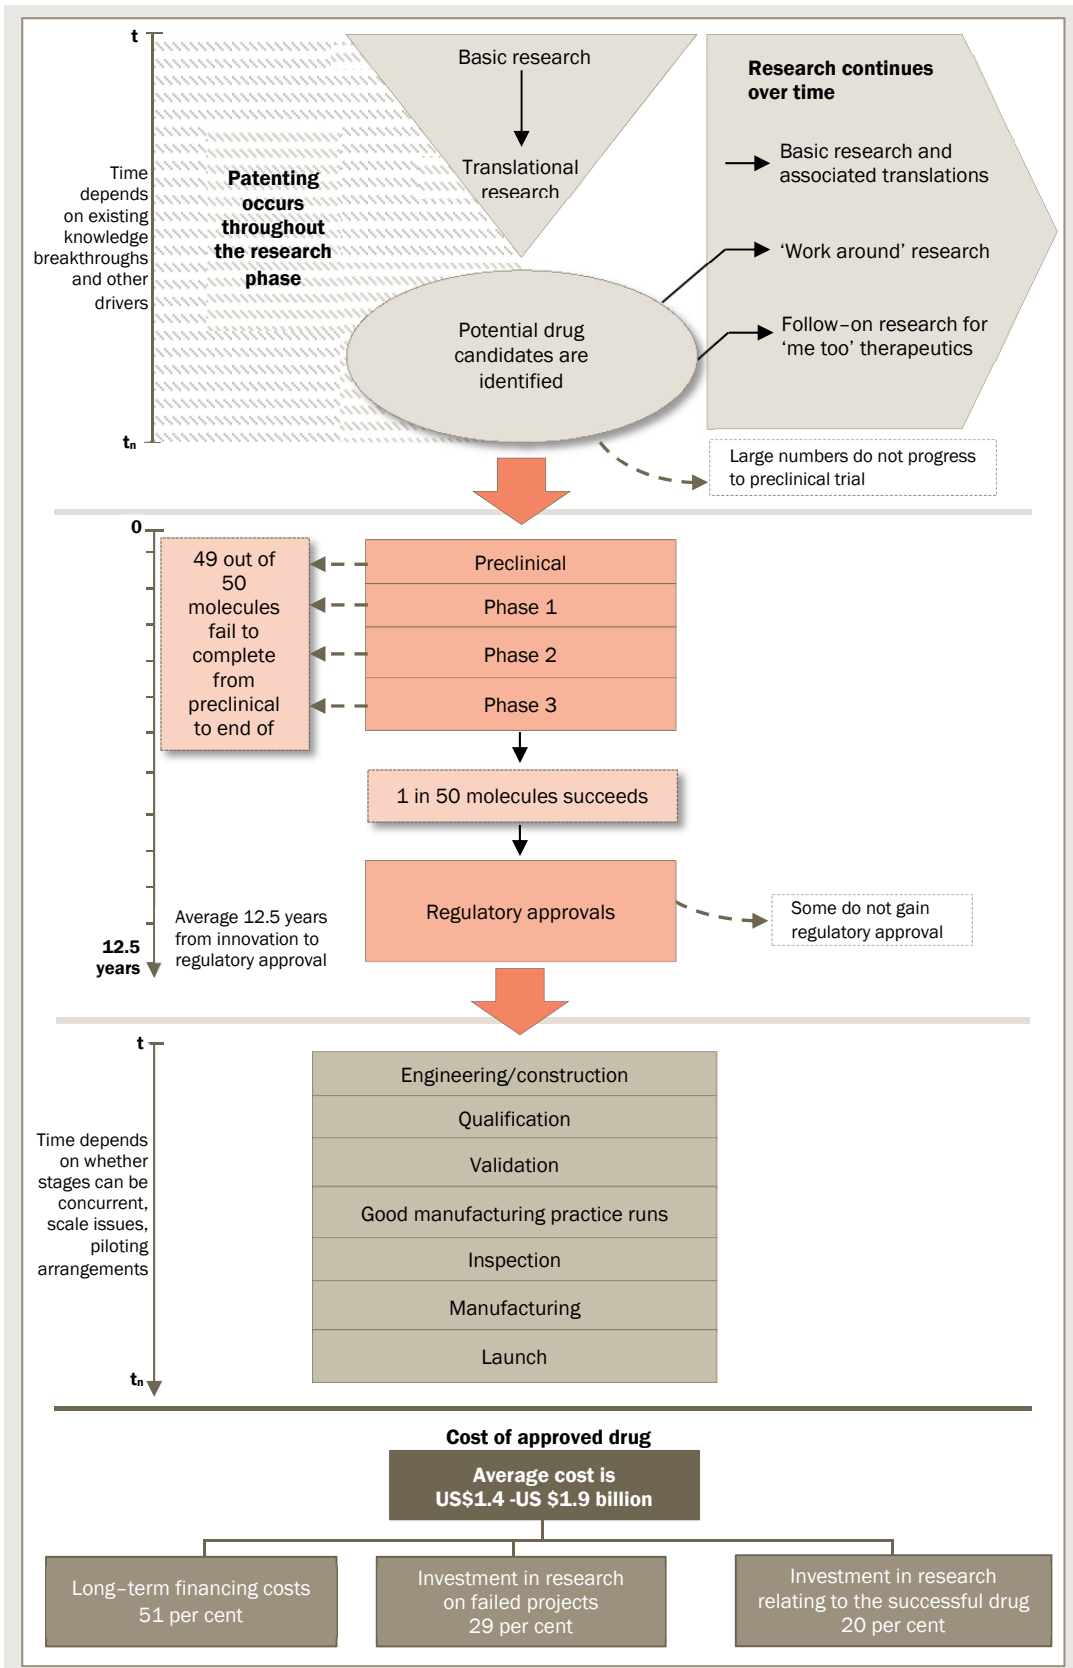 t
Basic research
Translational
research
Research continues
over time
Basic research and
associated translations
‘Work around’ research
Follow–on research for
‘me too’ therapeutics
Time
depends
on existing
knowledge
breakthroughs
and other
drivers
Patenting
occurs
throughout
the research
phase
Potential drug
candidates are
identified
tn
Large numbers do not progress
to preclinical trial
0
49 out of
50
molecules
fail to
complete
from
preclinical
to end of
Preclinical
Phase 1
Phase 2
Phase 3
1 in 50 molecules succeeds
Regulatory approvals
Some do not gain
regulatory approval
Average 12.5 years
from innovation to
regulatory approval
12.5
years
t
Engineering/construction
Qualification
Validation
Good manufacturing practice runs
Inspection
Manufacturing
Launch
Time depends
on whether
stages can be
concurrent,
scale issues,
piloting
arrangements
tn
Cost of approved drug
Average cost is
US$1.4 -US $1.9 billion
Long–term financing costs
51 per cent
Investment in research
on failed projects
29 per cent
Investment in research
relating to the successful drug
20 per cent